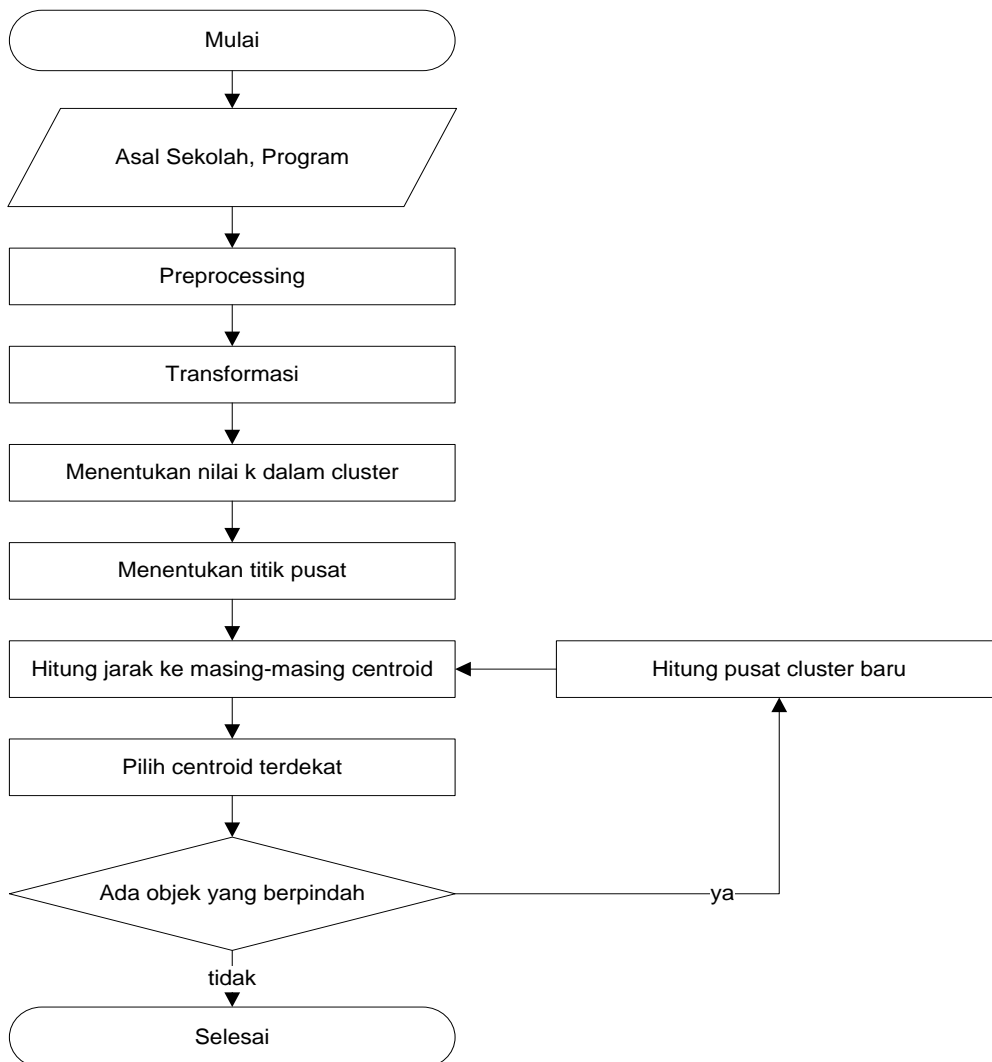 Mulai
Asal Sekolah, Program
Preprocessing
Transformasi
Menentukan nilai k dalam cluster
Menentukan titik pusat
Hitung jarak ke masing-masing centroid
Hitung pusat cluster baru
Pilih centroid terdekat
Ada objek yang berpindah
ya
tidak
Selesai